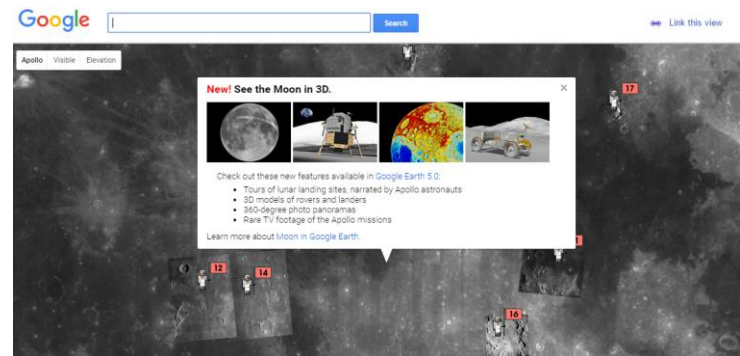 Google
Search
Link this view
Apollo Visible Elevation
17
New! See the Moon in 3D.
Check out these new features available in Google Earth 5.0:
Tours of lunar landing sites, narrated by Apollo astronauts
3D models of rovers and landers
360-degree photo panoramas
Rare TV footage of the Apollo missions
Learn more about Moon in Google Earth.
12
14
16